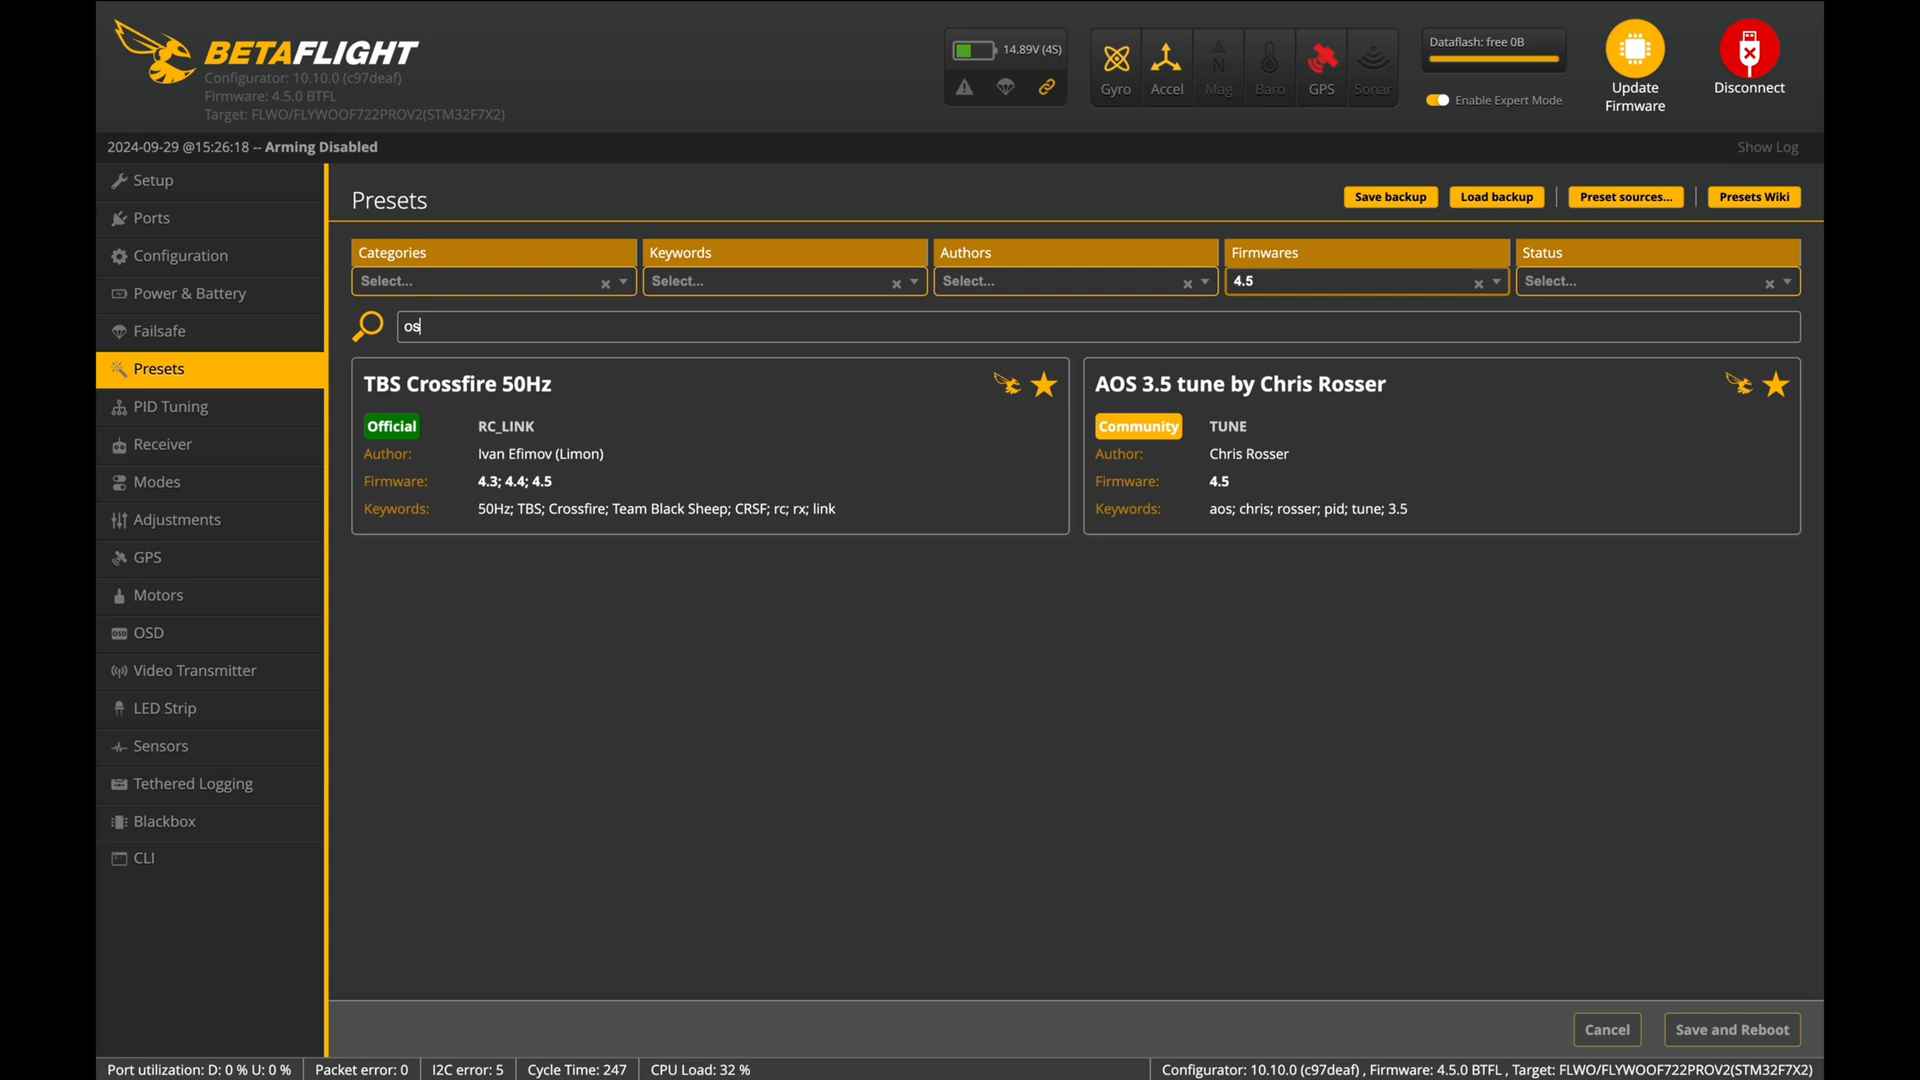 BETAFLIGHT
Configurator: 10.10.0 (c97deaf)
Firmware: 4.5.0 BTFL
Target: FLWO/FLYWOOF722PROV2(STM32F7X2)
14.89V (4S)
Gyro
Accel
N
Mag
Baro
GPS
Sonar
Dataflash: free 0B
Enable Expert Mode
Update
Firmware
Disconnect
2024-09-29 @15:26:18 -- Arming Disabled
Show Log
Setup
Ports
Configuration
Power & Battery
Failsafe
Presets
PID Tuning
Receiver
Modes
Adjustments
GPS
Motors
OSD
OSD
Video Transmitter
LED Strip
Sensors
Tethered Logging
Blackbox
CLI
Presets
Save backup
Load backup
Preset sources...
Presets Wiki
Categories
Select...
Keywords
Select...
Authors
Select...
Firmwares
4.5
Status
Select...
os
TBS Crossfire 50Hz
Official RC_LINK
Author: Ivan Efimov (Limon)
Firmware: 4.3; 4.4; 4.5
Keywords: 50Hz; TBS; Crossfire; Team Black Sheep; CRSF; rc; rx; link
AOS 3.5 tune by Chris Rosser
Community TUNE
Author: Chris Rosser
Firmware: 4.5
Keywords: aos; chris; rosser; pid; tune; 3.5
Cancel
Save and Reboot
Port utilization: D: 0 % U: 0 %
Packet error: 0
I2C error: 5
Cycle Time: 247
CPU Load: 32 %
Configurator: 10.10.0 (c97deaf) , Firmware: 4.5.0 BTFL , Target: FLWO/FLYWOOF722PROV2(STM32F7X2)